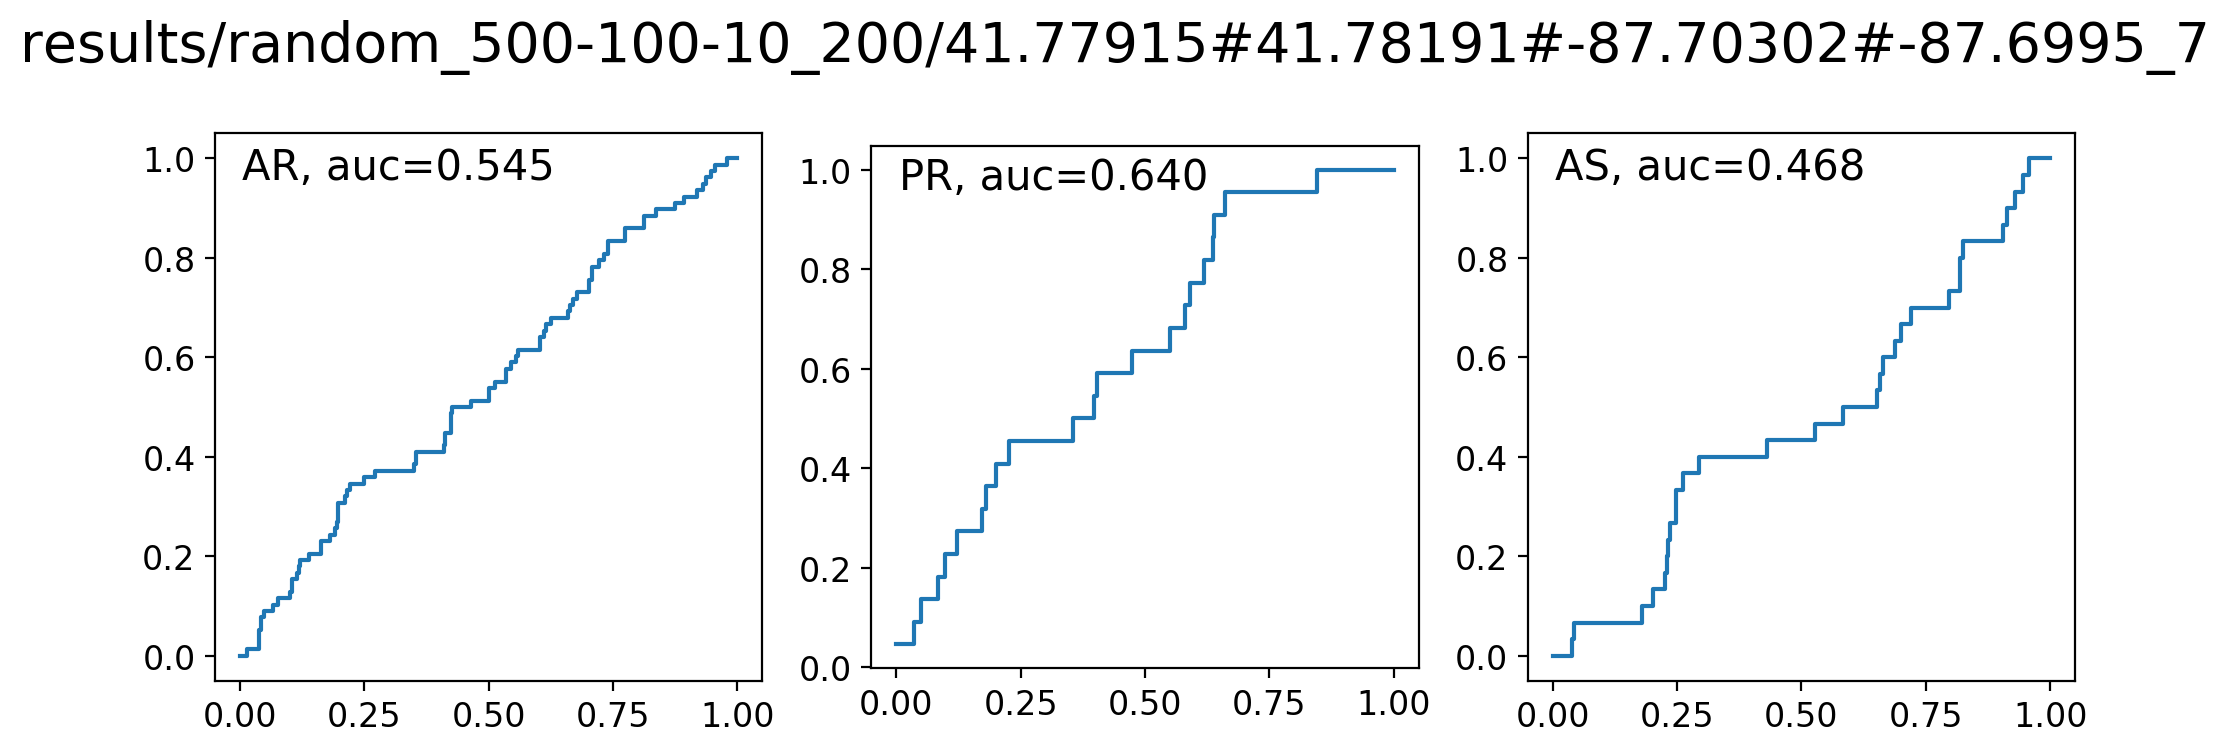 results/random_500-100-10_200/41.77915#41.78191#-87.70302#-87.6995_7
AR, auc=0.545
1.0
0.8
0.6
0.4
0.2
0.0
0.00 0.25 0.50 0.75 1.00
PR, auc=0.640
1.0
0.8
0.6
0.4
0.2
0.0
0.00 0.25 0.50 0.75 1.00
AS, auc=0.468
1.0
0.8
0.6
0.4
0.2
0.0
0.00 0.25 0.50 0.75 1.00